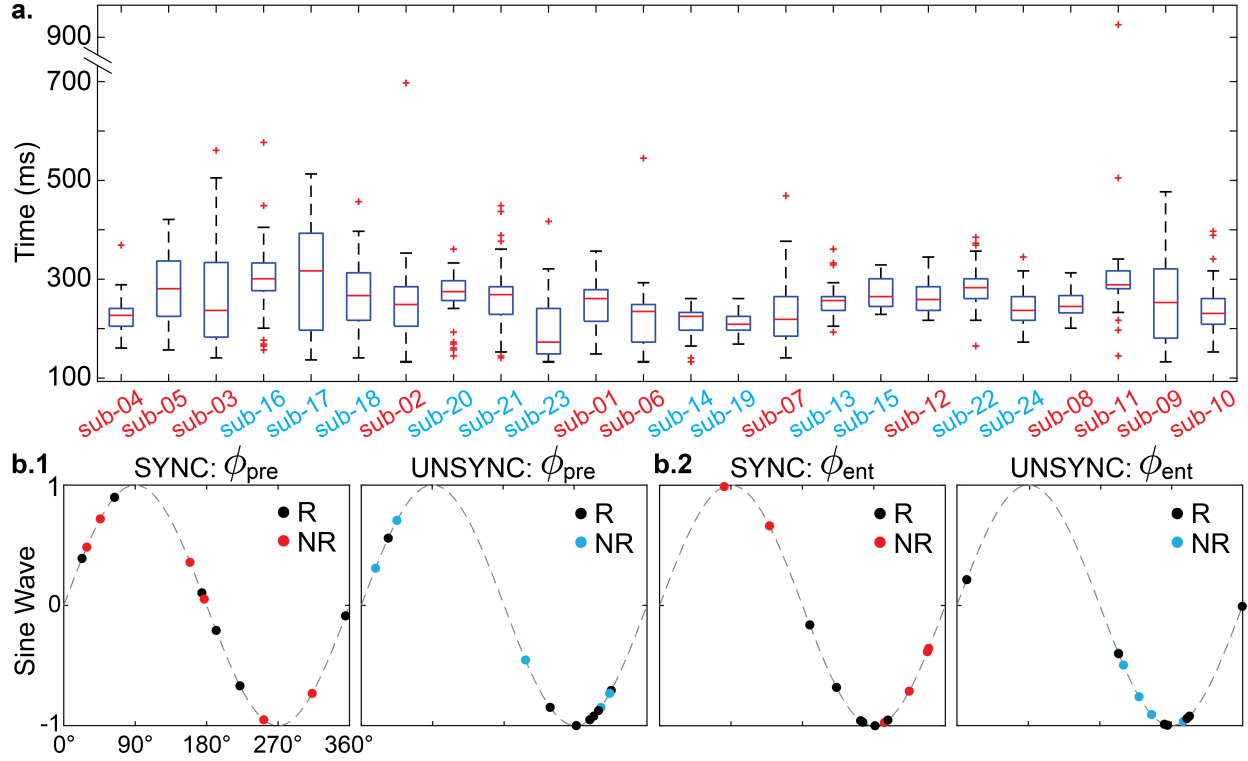 a.
900
700
500
300
100
Time (ms)
sub-04 sub-05 sub-03 sub-16 sub-17 sub-18 sub-02 sub-20 sub-21 sub-23 sub-01 sub-06 sub-14 sub-19 sub-07 sub-13 sub-15 sub-12 sub-22 sub-24 sub-08 sub-11 sub-09 sub-10
b.1 SYNC: ϕpre UNSYNC: ϕpre b.2 SYNC: ϕent UNSYNC: ϕent
1
0
-1
Sine Wave
R
NR
R
NR
R
NR
R
NR
0° 90° 180° 270° 360°